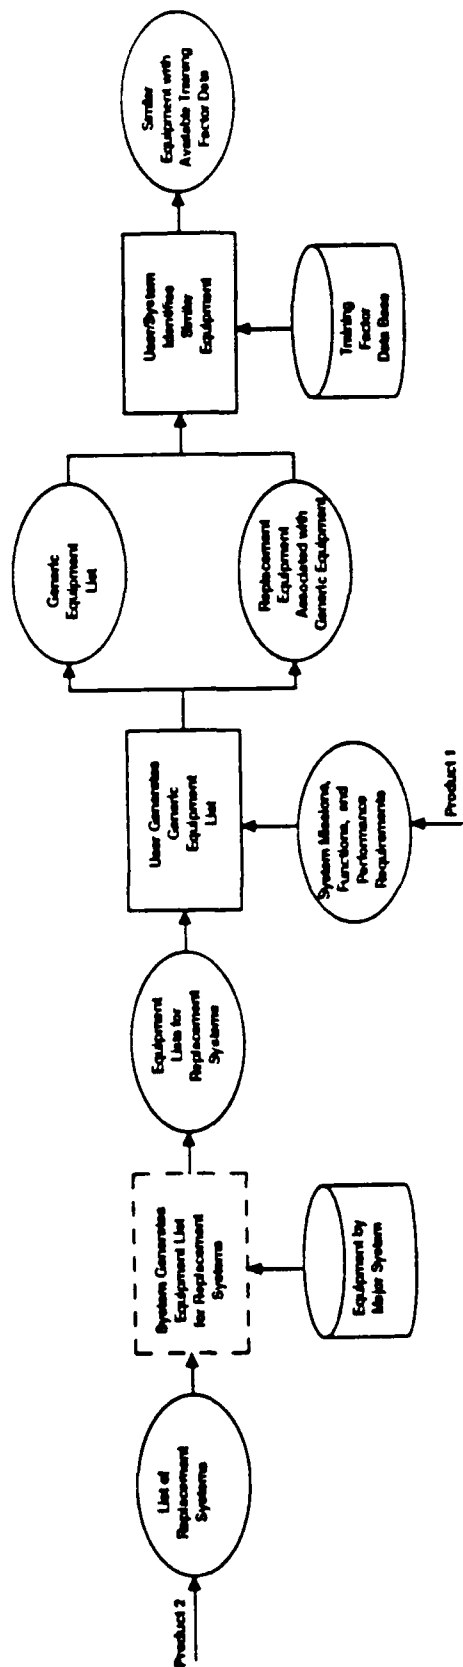 Product 2
List of
Replacement
Systems
System Generates
Equipment List
for Replacement
Systems
Equipment by
Major System
Equipment
Lists for
Replacement
Systems
User Generates
Generic
Equipment
List
System Missions,
Functions, and
Performance
Requirements
Product 1
Generic
Equipment
List
Replacement
Equipment
Associated with
Generic Equipment
User/System
Identifies
Similar
Equipment
Training
Factor
Data Base
Similar
Equipment with
Available Training
Factor Data